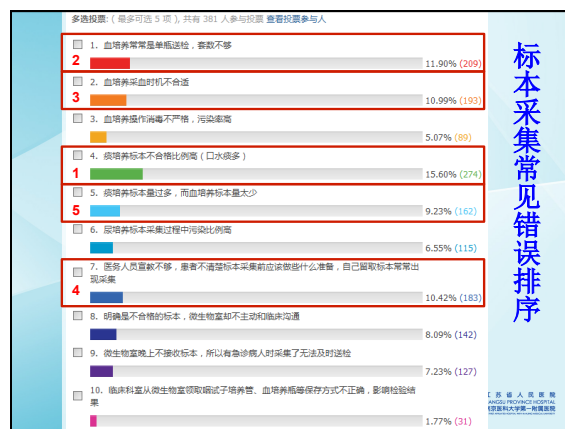 多选投票: ( 最多可选 5 项 ), 共有 381 人参与投票 查看投票参与人
1. 血培养常常是单瓶送检，套数不够
2
11.90% (209)
2. 血培养采血时机不合适
3
10.99% (193)
3. 血培养操作消毒不严格，污染率高
5.07% (89)
4. 痰培养标本不合格比例高（口水痰多）
1
15.60% (274)
5. 痰培养标本量过多，而血培养标本量太少
5
9.23% (162)
6. 尿培养标本采集过程中污染比例高
6.55% (115)
7. 医务人员宣教不够，患者不清楚标本采集前应该做些什么准备，自己留取标本常常出
现采集
4
10.42% (183)
8. 明确是不合格的标本，微生物室却不主动和临床沟通
8.09% (142)
9. 微生物室晚上不接收标本，所以有急诊病人时采集了无法及时送检
7.23% (127)
10. 临床科室从微生物室领取咽试子培养管、血培养瓶等保存方式不正确，影响检验结
果
1.77% (31)
标本采集常见错误排序
江苏省人民医院
JIANGSU PROVINCE HOSPITAL
南京医科大学第一附属医院